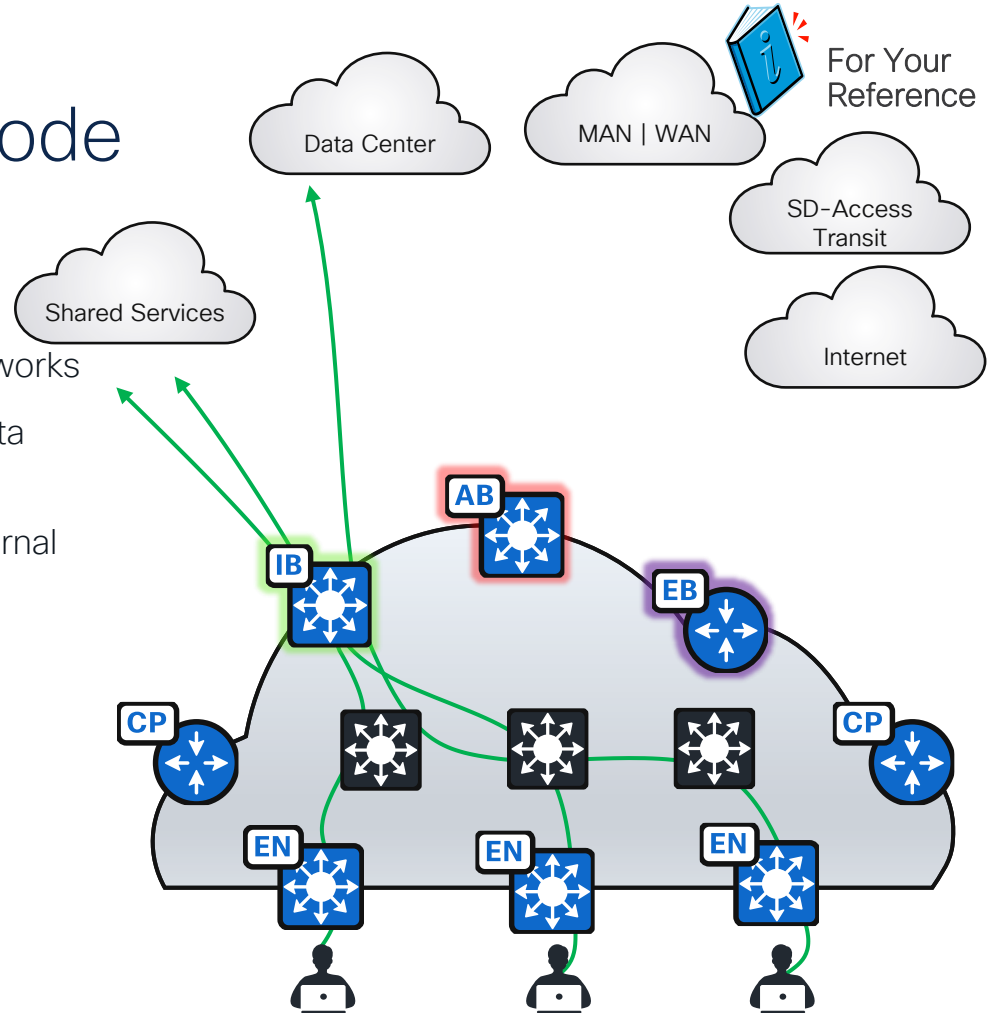 ode
works
ta
rnal
For Your
Reference
Data Center
MAN | WAN
SD-Access
Transit
Shared Services
Internet
AB
IB
EB
CP
CP
EN
EN
EN